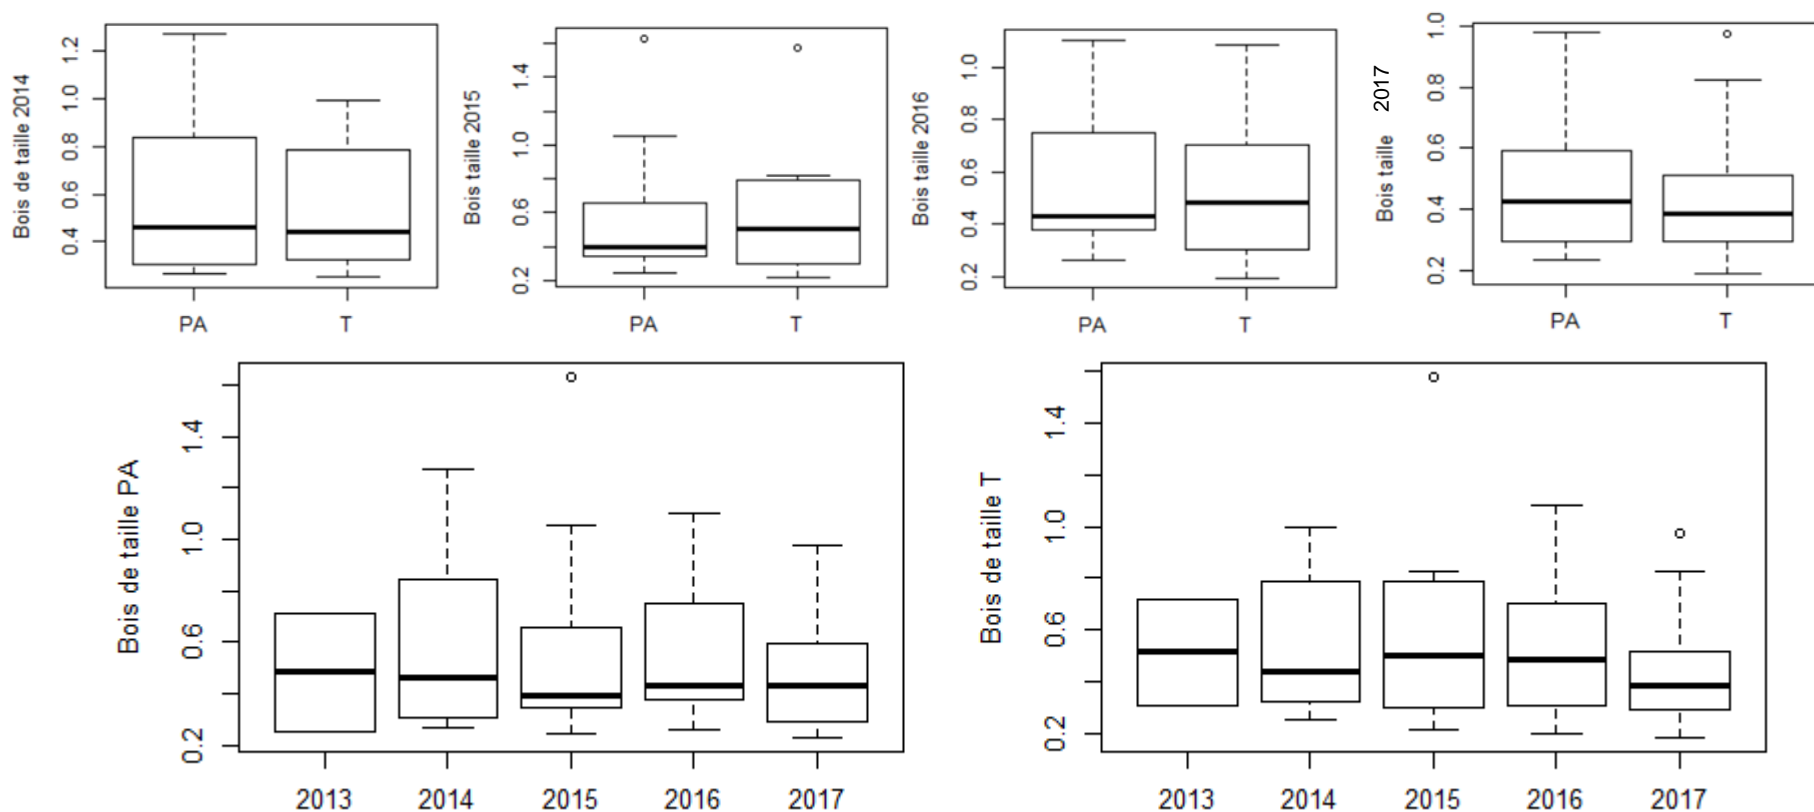 Bois de taille 2014
0.4 0.6 0.8 1.0 1.2
PA T
Bois taille 2015
0.2 0.6 1.0 1.4
PA T
Bois taille 2016
0.2 0.4 0.6 0.8 1.0
PA T
Bois taille 2017
0.2 0.4 0.6 0.8 1.0
PA T
Bois de taille PA
0.2 0.6 1.0 1.4
2013 2014 2015 2016 2017
Bois de taille T
0.2 0.6 1.0 1.4
2013 2014 2015 2016 2017